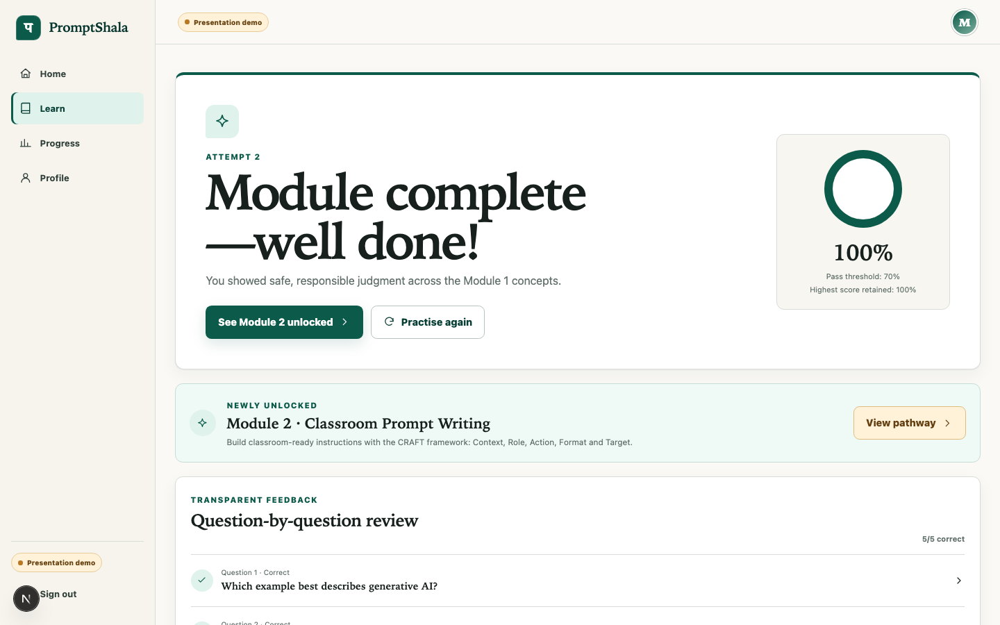 प PromptShala
Home
Learn
Progress
Profile
Presentation demo
Sign out
N
Presentation demo
M
ATTEMPT 2
Module complete
—well done!
You showed safe, responsible judgment across the Module 1 concepts.
See Module 2 unlocked
Practise again
100%
Pass threshold: 70%
Highest score retained: 100%
NEWLY UNLOCKED
Module 2 · Classroom Prompt Writing
Build classroom-ready instructions with the CRAFT framework: Context, Role, Action, Format and Target.
View pathway
TRANSPARENT FEEDBACK
Question-by-question review
5/5 correct
Question 1 · Correct
Which example best describes generative AI?
Question 2 · Correct